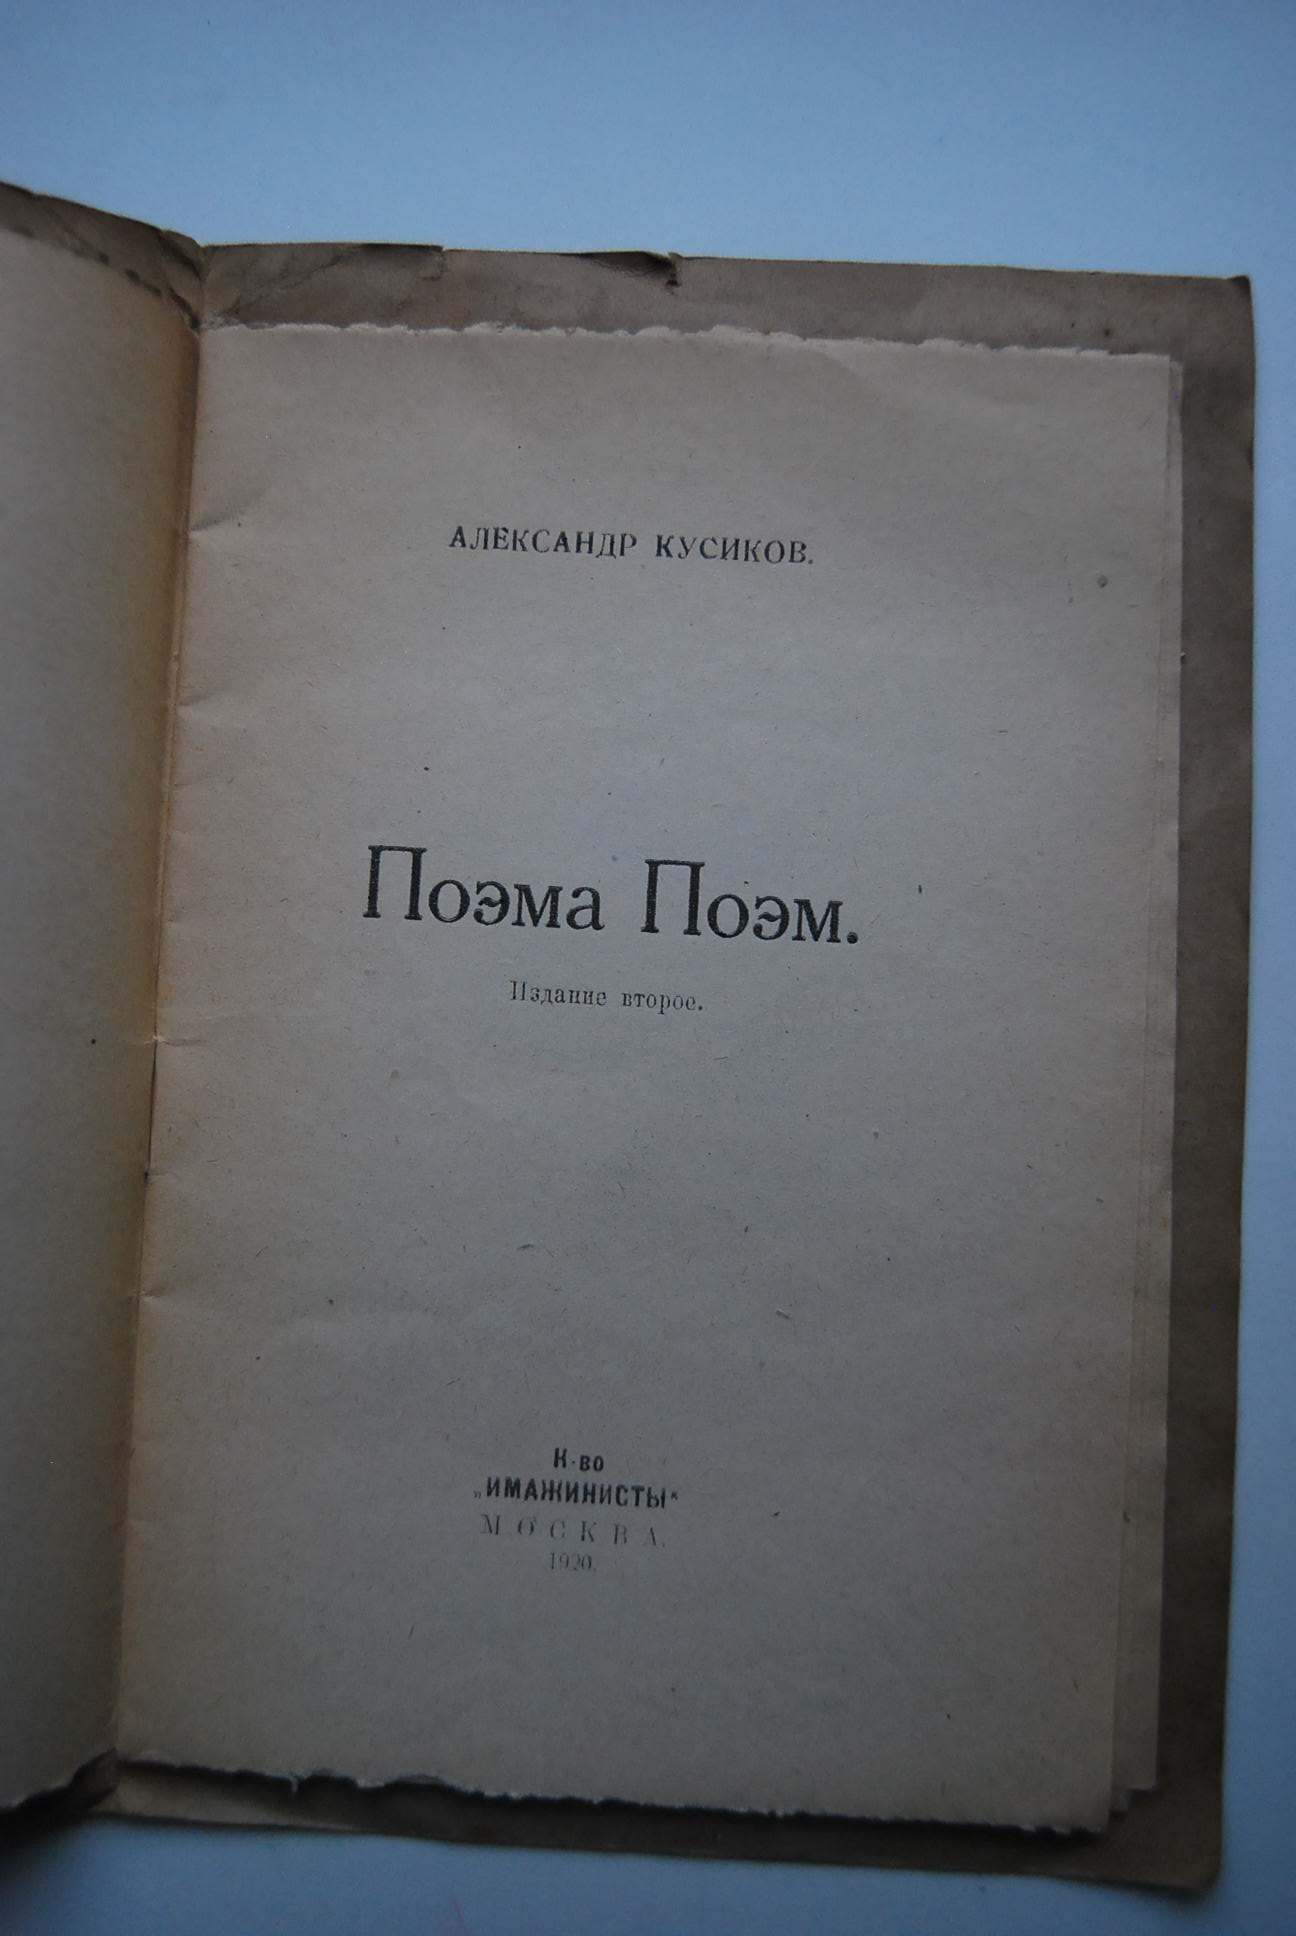 АЛЕКСАНДР КУСИКОВ.
Поэма Поэм.
Издание второе.
К-во
„ИМАЖИНИСТЫ“
МОСКВА.
1920.